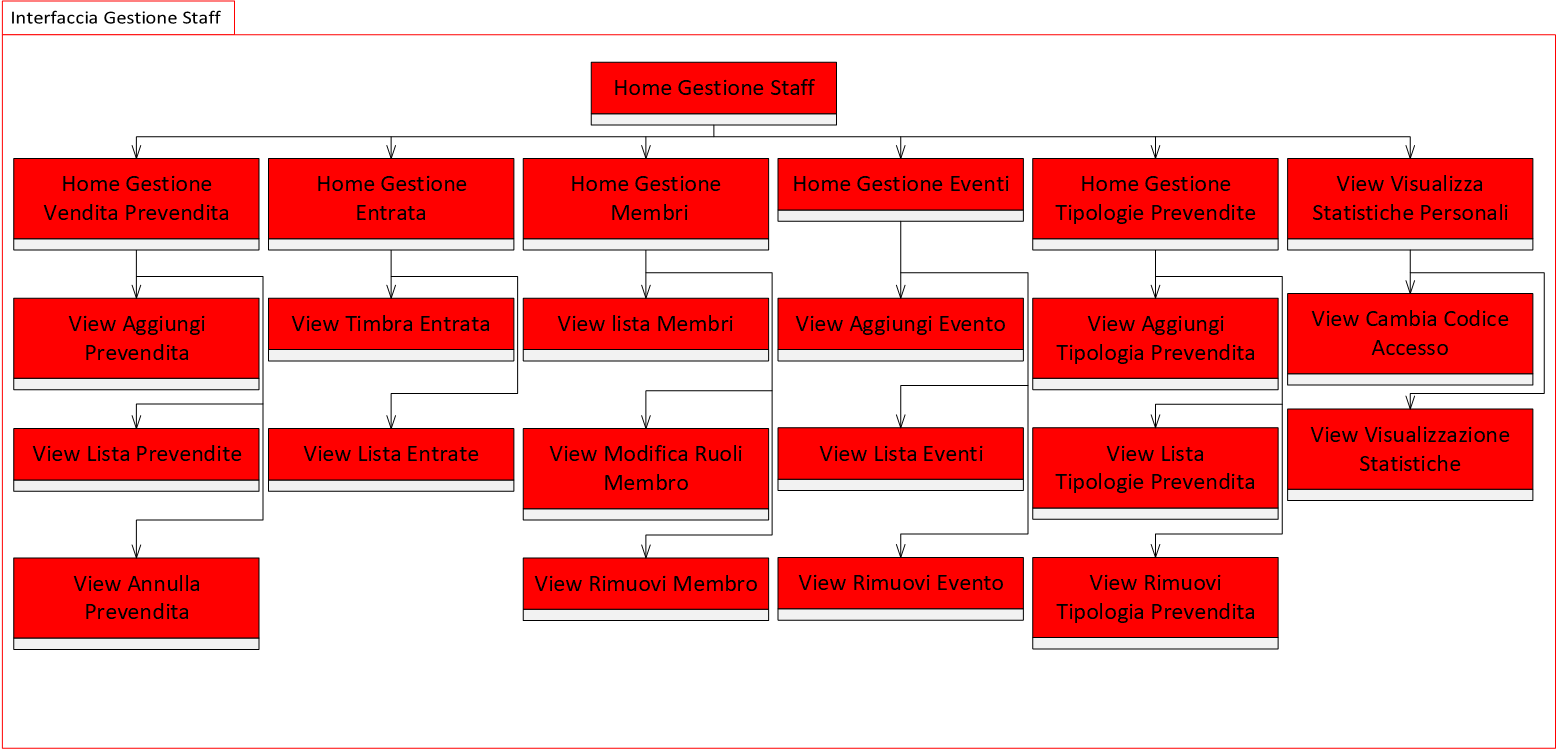 Interfaccia Gestione Staff
Home Gestione Staff
Home Gestione
Vendita Prevendita
Home Gestione
Entrata
Home Gestione
Membri
Home Gestione Eventi
Home Gestione
Tipologie Prevendite
View Visualizza
Statistiche Personali
View Aggiungi
Prevendita
View Timbra Entrata
View lista Membri
View Aggiungi Evento
View Aggiungi
Tipologia Prevendita
View Cambia Codice
Accesso
View Lista Prevendite
View Lista Entrate
View Modifica Ruoli
Membro
View Lista Eventi
View Lista
Tipologie Prevendita
View Visualizzazione
Statistiche
View Annulla
Prevendita
View Rimuovi Membro
View Rimuovi Evento
View Rimuovi
Tipologia Prevendita